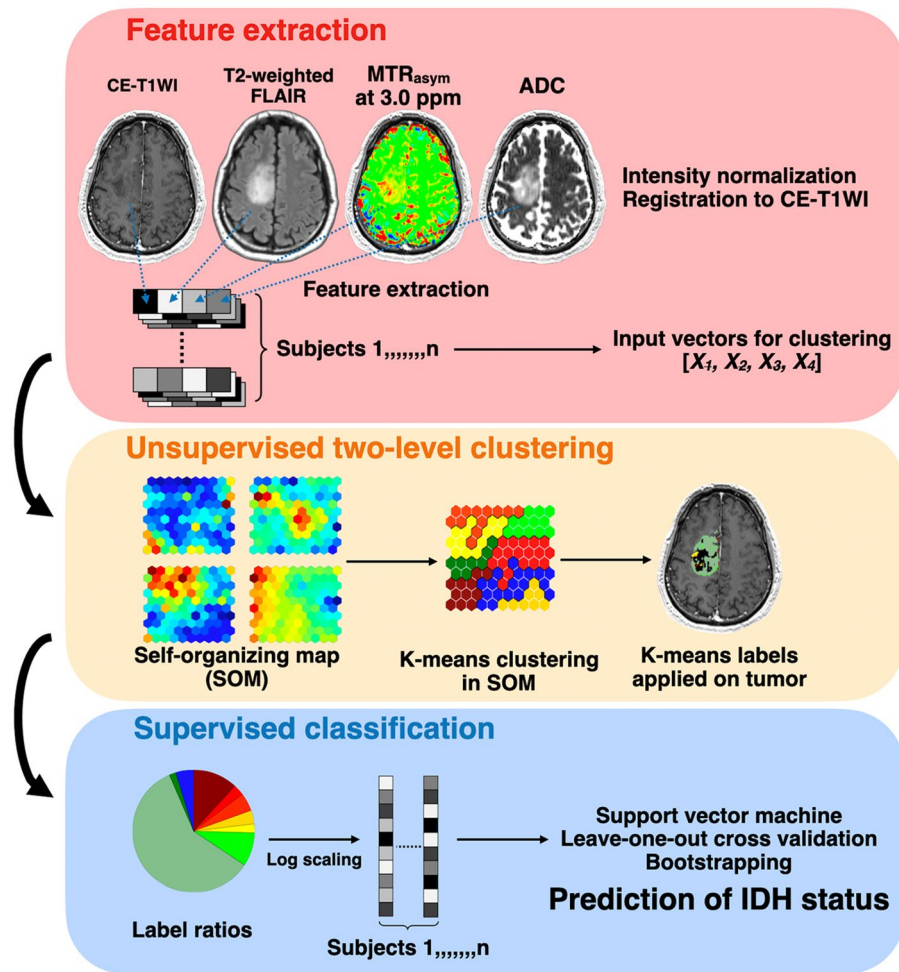 Feature extraction
CE-T1WI
T2-weighted
FLAIR
MTRasym
at 3.0 ppm
ADC
Intensity normalization
Registration to CE-T1WI
Feature extraction
Subjects 1,,,,,,,n
Input vectors for clustering
[X₁, X₂, X₃, X₄]
Unsupervised two-level clustering
Self-organizing map
(SOM)
K-means clustering
in SOM
K-means labels
applied on tumor
Supervised classification
Log scaling
Label ratios
Subjects 1,,,,,,,n
Support vector machine
Leave-one-out cross validation
Bootstrapping
Prediction of IDH status